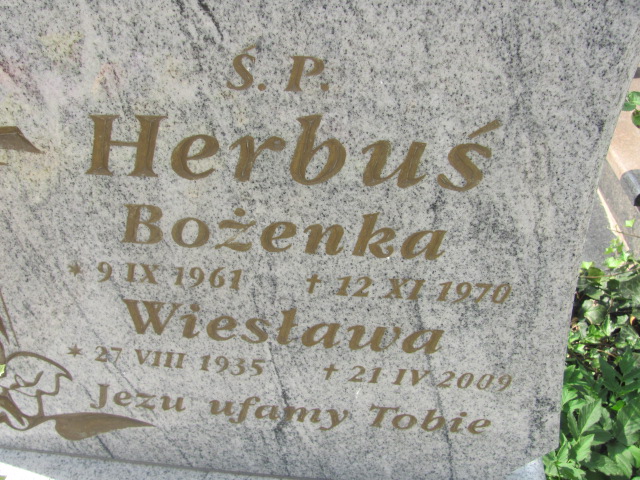 Ś.P.
Herbuś
Bożenka
* 9 IX 1961 † 12 XI 1970
Wiesława
* 27 VIII 1935 † 21 IV 2009
Jezu ufamy Tobie